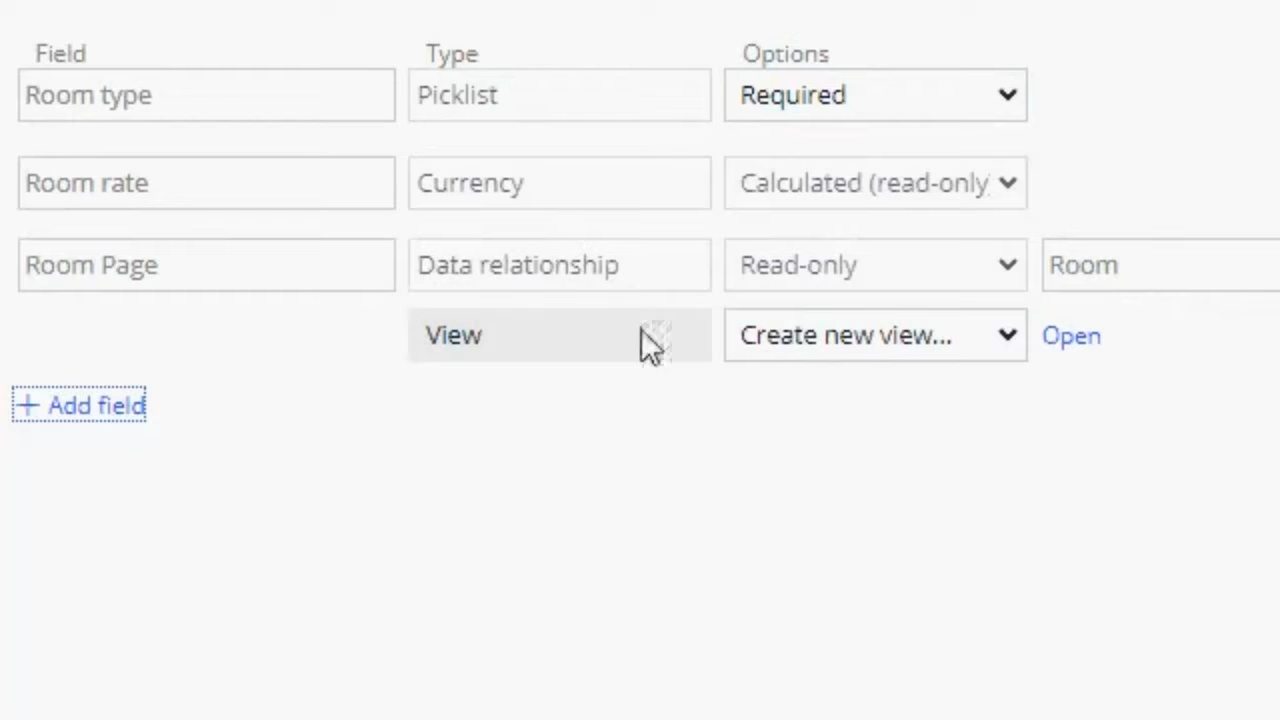 Field Type Options
Room type Picklist Required
Room rate Currency Calculated (read-only
Room Page Data relationship Read-only Room
View Create new view... Open
+ Add field